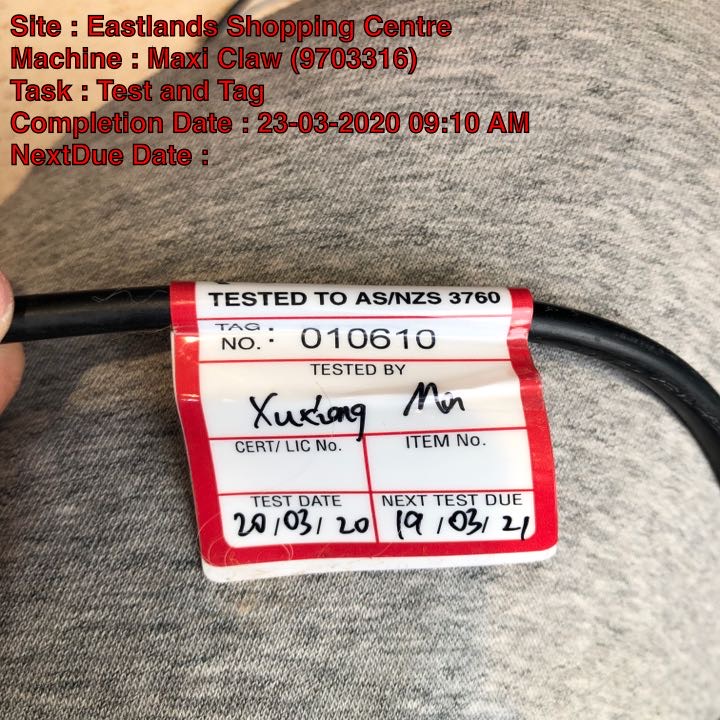 Site : Eastlands Shopping Centre
Machine : Maxi Claw (9703316)
Task : Test and Tag
Completion Date : 23-03-2020 09:10 AM
NextDue Date :
TESTED TO AS/NZS 3760
TAG NO. : 010610
TESTED BY
CERT/ LIC No.
ITEM No.
TEST DATE
NEXT TEST DUE
20/03/20
19/03/21